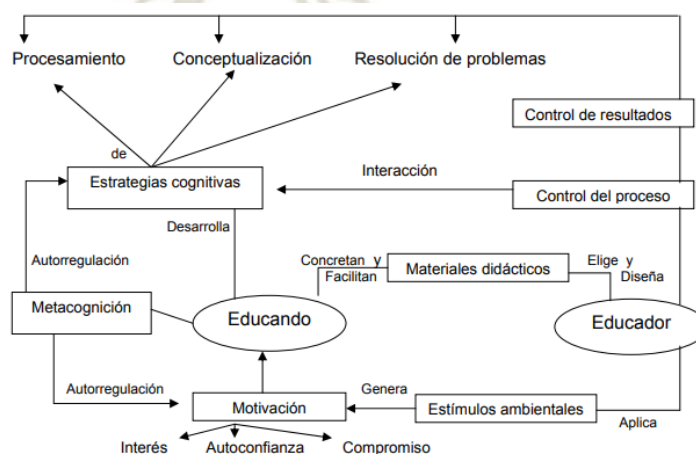 Procesamiento
Conceptualización
Resolución de problemas
Control de resultados
de
Interacción
Estrategias cognitivas
Control del proceso
Desarrolla
Autorregulación
Concretan y
Facilitan
Materiales didácticos
Elige y
Diseña
Metacognición
Educando
Educador
Autorregulación
Genera
Motivación
Estímulos ambientales
Aplica
Interés
Autoconfianza
Compromiso